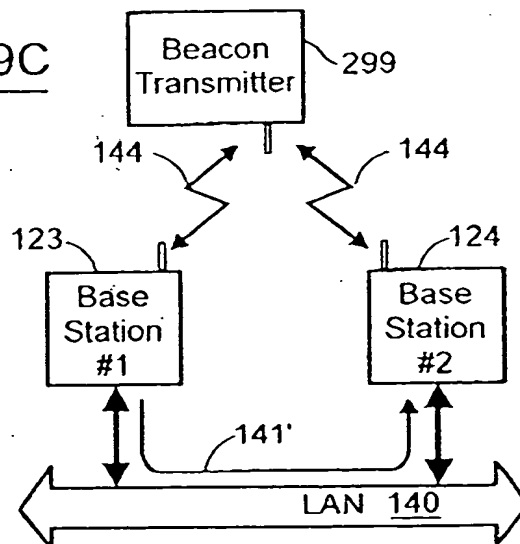 9C
Beacon
Transmitter
299
144
144
123
124
Base
Station
#1
Base
Station
#2
141'
LAN 140